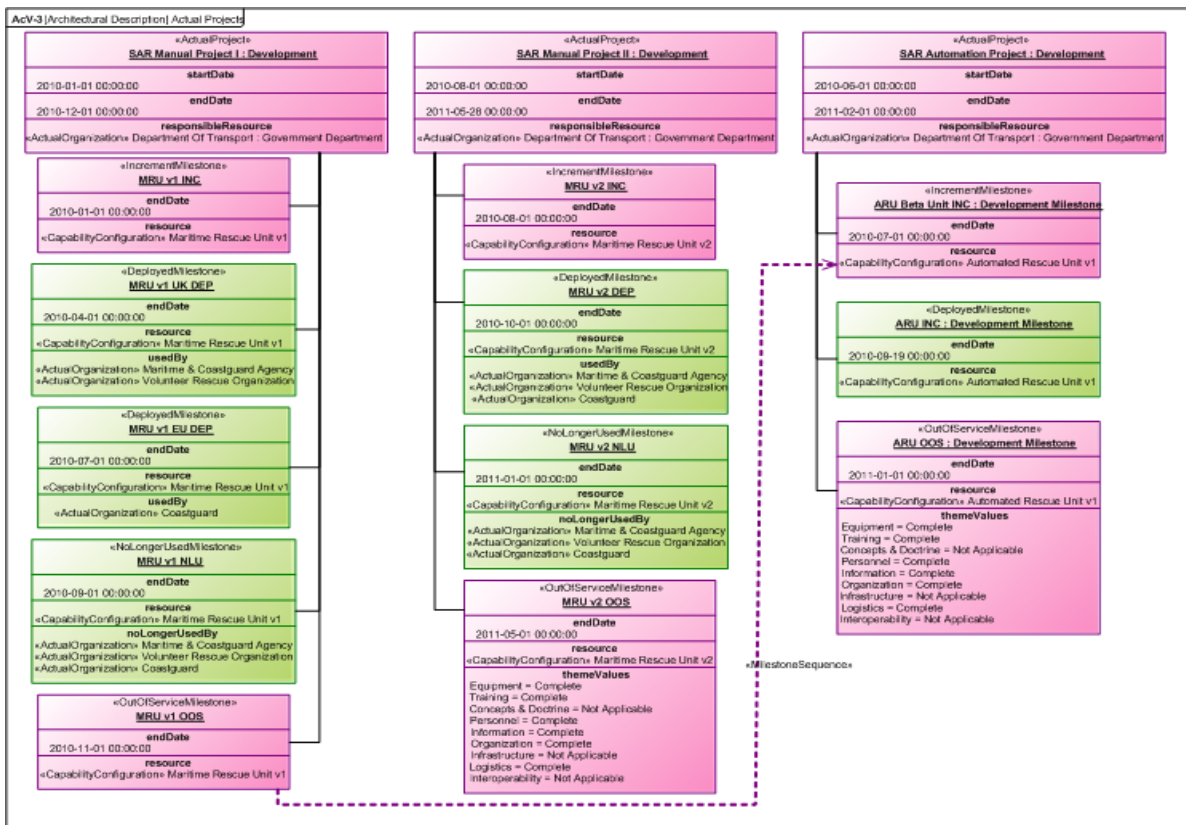 AcV-3 [Architectural Description] Actual Projects
«ActualProject»
SAR Manual Project I : Development
startDate
2010-01-01 00:00:00
endDate
2010-12-01 00:00:00
responsibleResource
«ActualOrganization» Department Of Transport : Government Department
«IncrementMilestone»
MRU v1 INC
endDate
2010-01-01 00:00:00
resource
«CapabilityConfiguration» Maritime Rescue Unit v1
«DeployedMilestone»
MRU v1 UK DEP
endDate
2010-04-01 00:00:00
resource
«CapabilityConfiguration» Maritime Rescue Unit v1
usedBy
«ActualOrganization» Maritime & Coastguard Agency
«ActualOrganization» Volunteer Rescue Organization
«DeployedMilestone»
MRU v1 EU DEP
endDate
2010-07-01 00:00:00
resource
«CapabilityConfiguration» Maritime Rescue Unit v1
usedBy
«ActualOrganization» Coastguard
«NoLongerUsedMilestone»
MRU v1 NLU
endDate
2010-09-01 00:00:00
resource
«CapabilityConfiguration» Maritime Rescue Unit v1
noLongerUsedBy
«ActualOrganization» Maritime & Coastguard Agency
«ActualOrganization» Volunteer Rescue Organization
«ActualOrganization» Coastguard
«OutOfServiceMilestone»
MRU v1 OOS
endDate
2010-11-01 00:00:00
resource
«CapabilityConfiguration» Maritime Rescue Unit v1
«ActualProject»
SAR Manual Project II : Development
startDate
2010-08-01 00:00:00
endDate
2011-05-28 00:00:00
responsibleResource
«ActualOrganization» Department Of Transport : Government Department
«IncrementMilestone»
MRU v2 INC
endDate
2010-08-01 00:00:00
resource
«CapabilityConfiguration» Maritime Rescue Unit v2
«DeployedMilestone»
MRU v2 DEP
endDate
2010-10-01 00:00:00
resource
«CapabilityConfiguration» Maritime Rescue Unit v2
usedBy
«ActualOrganization» Maritime & Coastguard Agency
«ActualOrganization» Volunteer Rescue Organization
«ActualOrganization» Coastguard
«NoLongerUsedMilestone»
MRU v2 NLU
endDate
2011-01-01 00:00:00
resource
«CapabilityConfiguration» Maritime Rescue Unit v2
noLongerUsedBy
«ActualOrganization» Maritime & Coastguard Agency
«ActualOrganization» Volunteer Rescue Organization
«ActualOrganization» Coastguard
«OutOfServiceMilestone»
MRU v2 OOS
endDate
2011-05-01 00:00:00
resource
«CapabilityConfiguration» Maritime Rescue Unit v2
themeValues
Equipment = Complete
Training = Complete
Concepts & Doctrine = Not Applicable
Personnel = Complete
Information = Complete
Organization = Complete
Infrastructure = Not Applicable
Logistics = Complete
Interoperability = Not Applicable
«ActualProject»
SAR Automation Project : Development
startDate
2010-06-01 00:00:00
endDate
2011-02-01 00:00:00
responsibleResource
«ActualOrganization» Department Of Transport : Government Department
«IncrementMilestone»
ARU Beta Unit INC : Development Milestone
endDate
2010-07-01 00:00:00
resource
«CapabilityConfiguration» Automated Rescue Unit v1
«DeployedMilestone»
ARU INC : Development Milestone
endDate
2010-09-19 00:00:00
resource
«CapabilityConfiguration» Automated Rescue Unit v1
«OutOfServiceMilestone»
ARU OOS : Development Milestone
endDate
2011-01-01 00:00:00
resource
«CapabilityConfiguration» Automated Rescue Unit v1
themeValues
Equipment = Complete
Training = Complete
Concepts & Doctrine = Not Applicable
Personnel = Complete
Information = Complete
Organization = Complete
Infrastructure = Not Applicable
Logistics = Complete
Interoperability = Not Applicable
«MilestoneSequence»